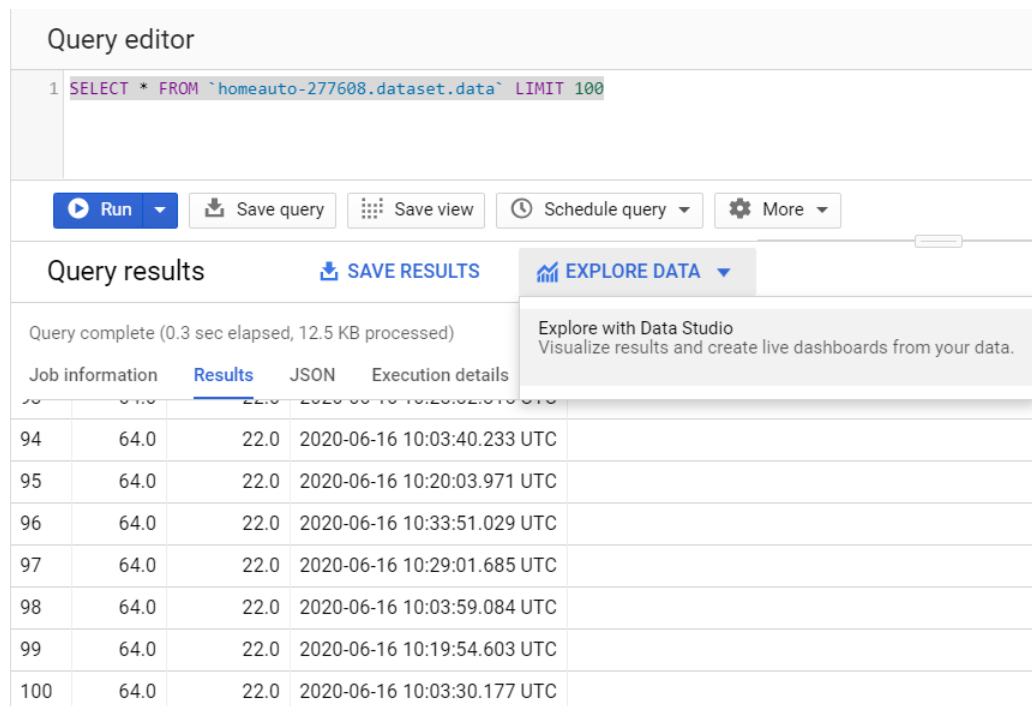 Query editor
1 SELECT * FROM `homeauto-277608.dataset.data` LIMIT 100
Run Save query Save view Schedule query More
Query results SAVE RESULTS EXPLORE DATA
Explore with Data Studio
Visualize results and create live dashboards from your data.
Query complete (0.3 sec elapsed, 12.5 KB processed)
Job information Results JSON Execution details
94 64.0 22.0 2020-06-16 10:03:40.233 UTC
95 64.0 22.0 2020-06-16 10:20:03.971 UTC
96 64.0 22.0 2020-06-16 10:33:51.029 UTC
97 64.0 22.0 2020-06-16 10:29:01.685 UTC
98 64.0 22.0 2020-06-16 10:03:59.084 UTC
99 64.0 22.0 2020-06-16 10:19:54.603 UTC
100 64.0 22.0 2020-06-16 10:03:30.177 UTC